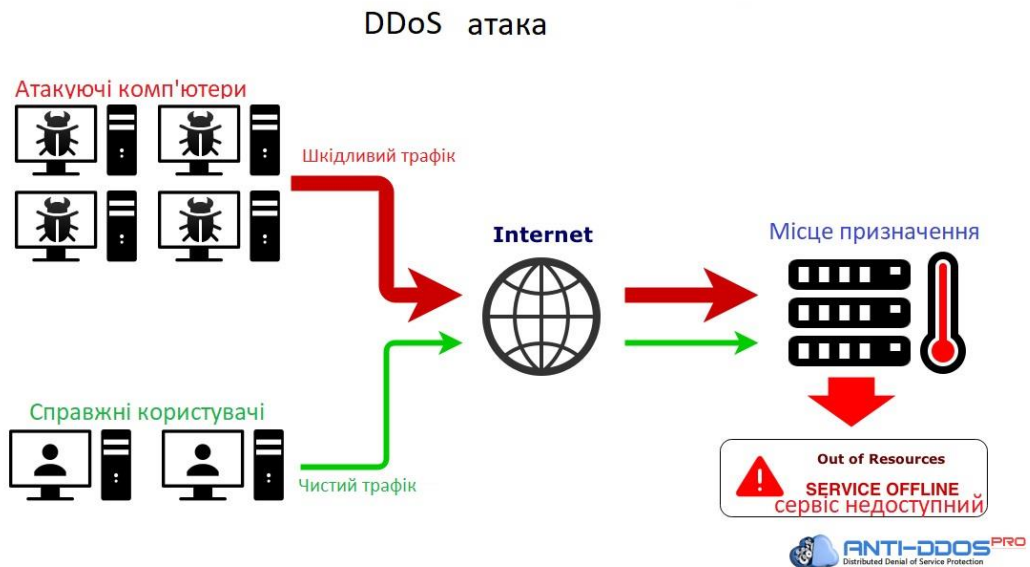 DDoS атака
Атакуючі комп'ютери
Шкідливий трафік
Internet
Місце призначення
Справжні користувачі
Чистий трафік
Out of Resources
SERVICE OFFLINE
сервіс недоступний
ANTI-DDOS PRO
Distributed Denial of Service Protection